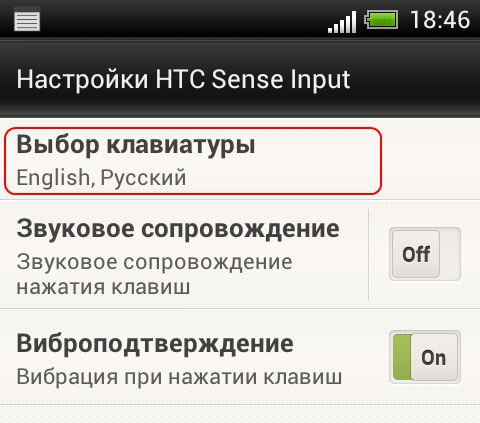 18:46
Настройки HTC Sense Input
Выбор клавиатуры
English, Русский
Звуковое сопровождение
Звуковое сопровождение
нажатия клавиш
Off
Виброподтверждение
Вибрация при нажатии клавиш
On